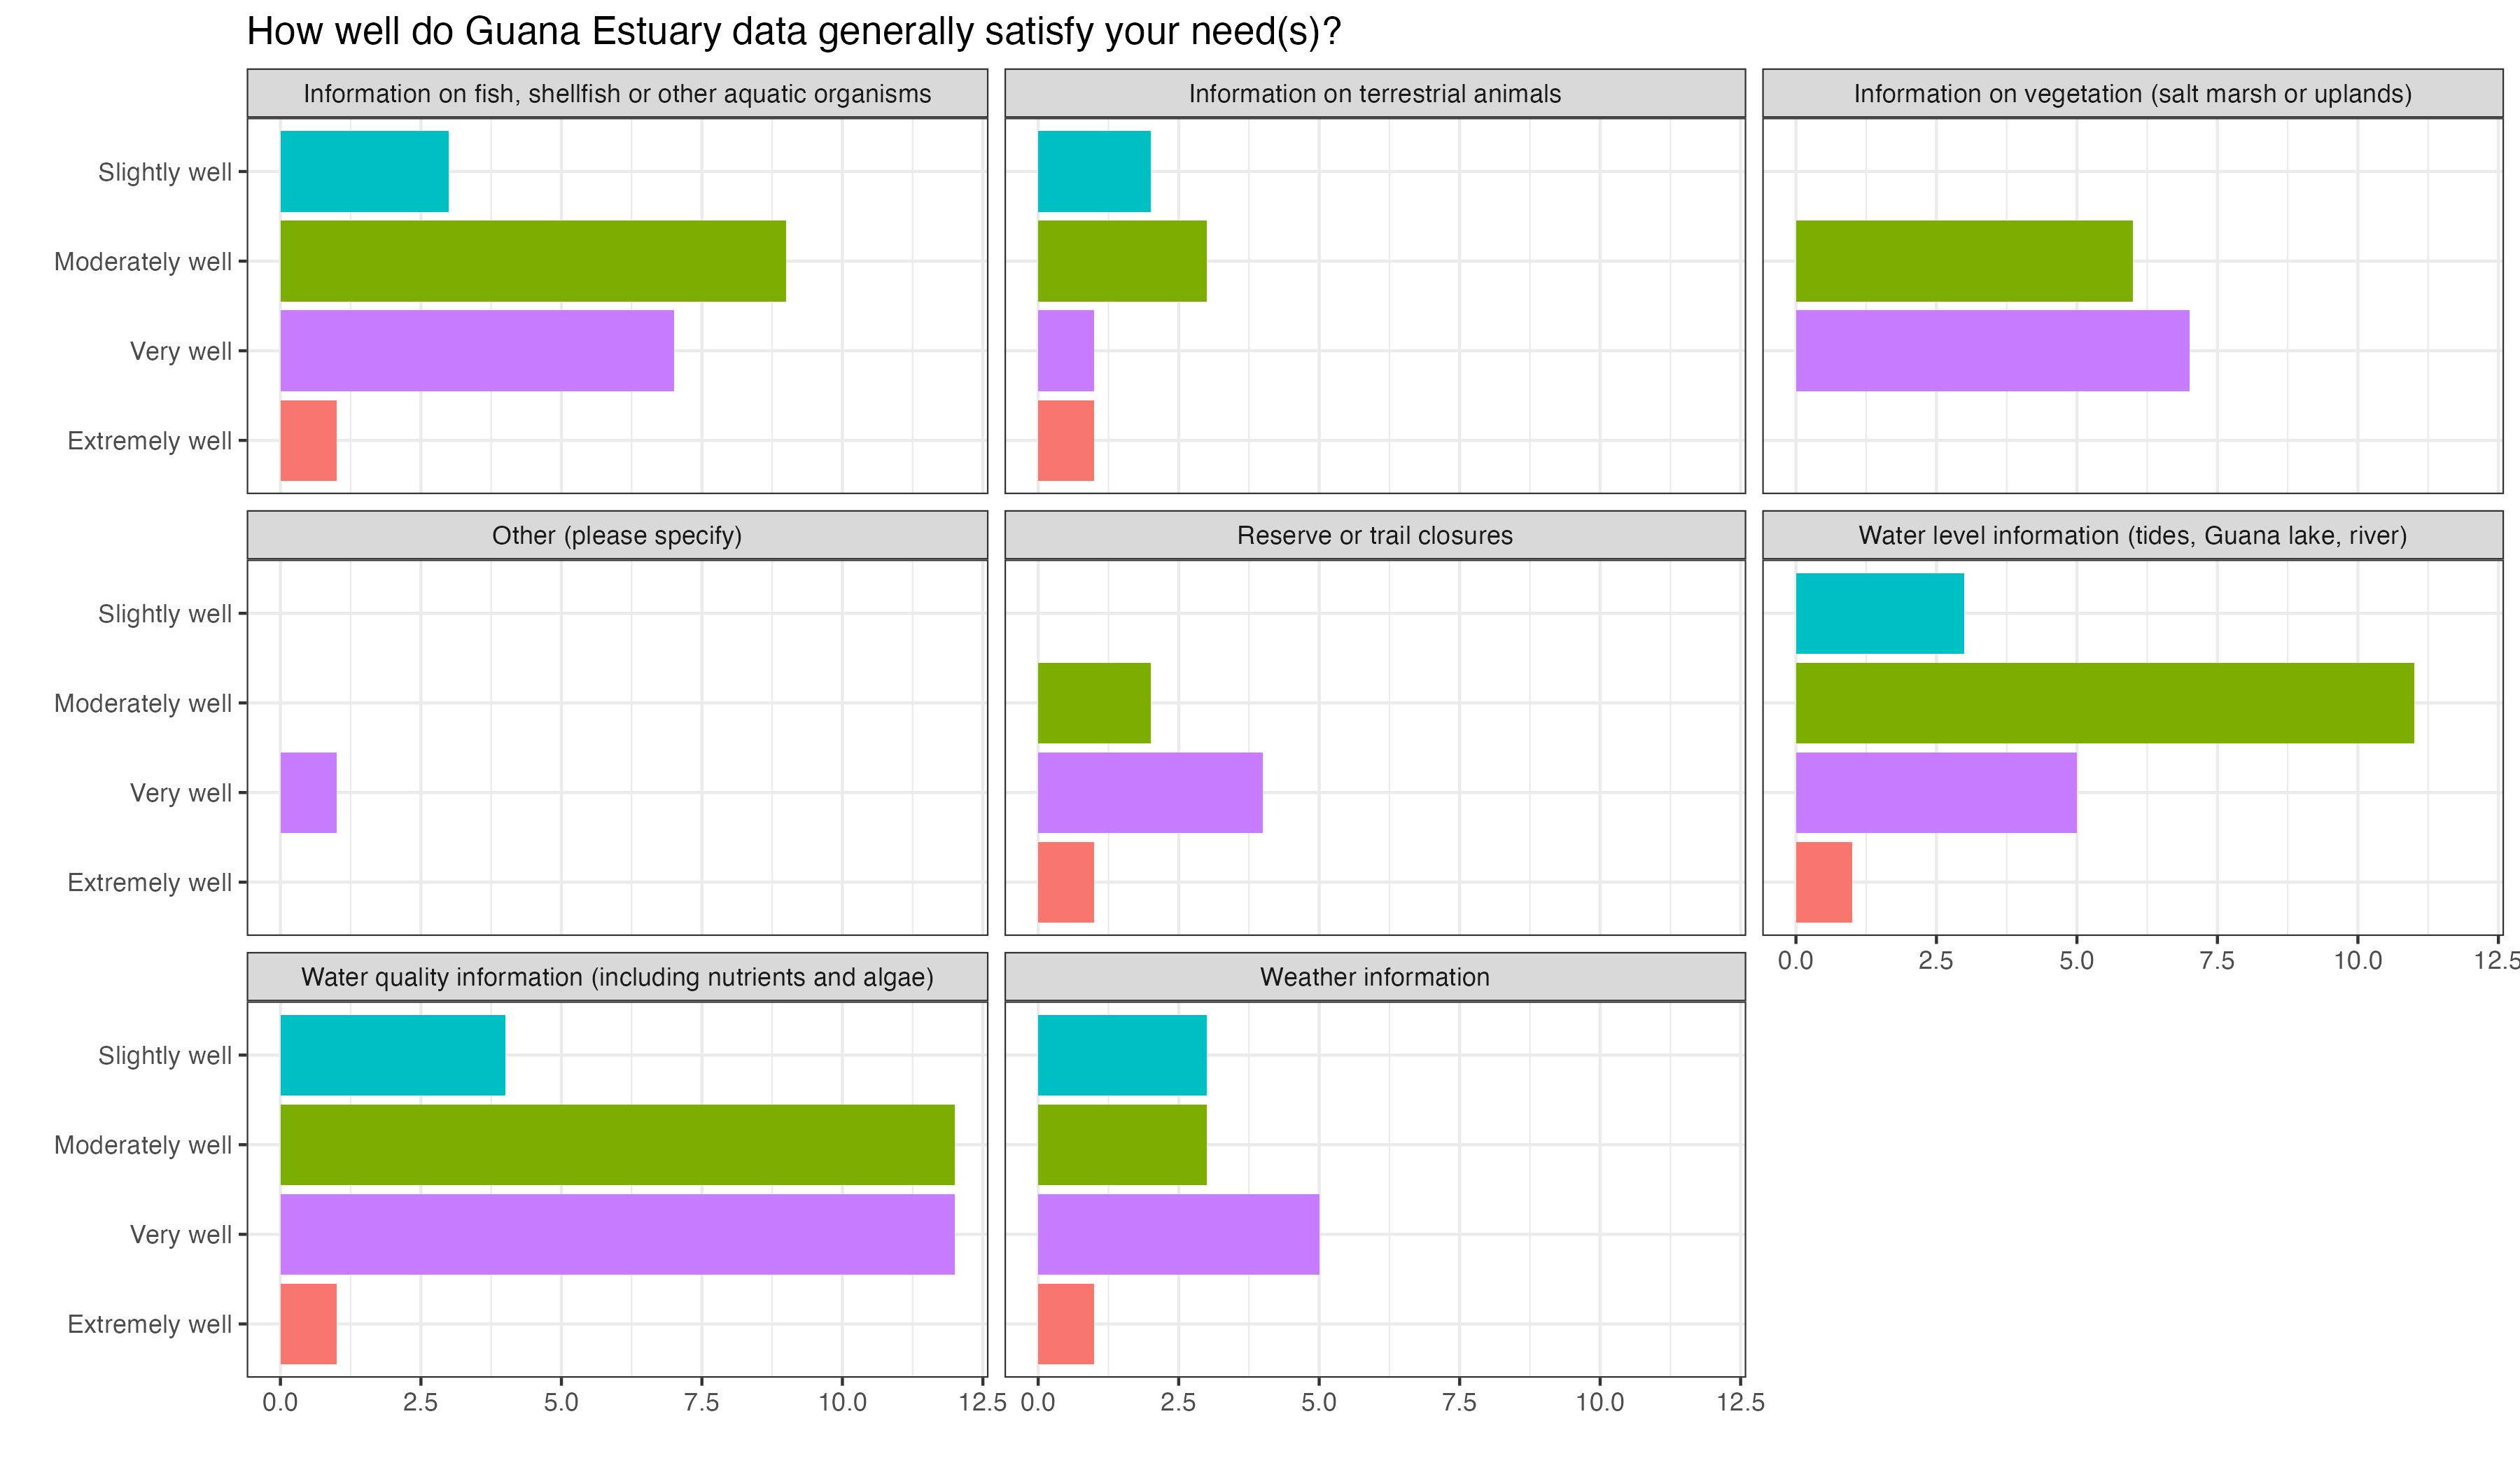 How well do Guana Estuary data generally satisfy your need(s)?
Information on fish, shellfish or other aquatic organisms
Information on terrestrial animals
Information on vegetation (salt marsh or uplands)
Slightly well
Moderately well
Very well
Extremely well
Other (please specify)
Reserve or trail closures
Water level information (tides, Guana lake, river)
Slightly well
Moderately well
Very well
Extremely well
0.0 2.5 5.0 7.5 10.0 12.5
Water quality information (including nutrients and algae)
Weather information
Slightly well
Moderately well
Very well
Extremely well
0.0 2.5 5.0 7.5 10.0 12.5
0.0 2.5 5.0 7.5 10.0 12.5